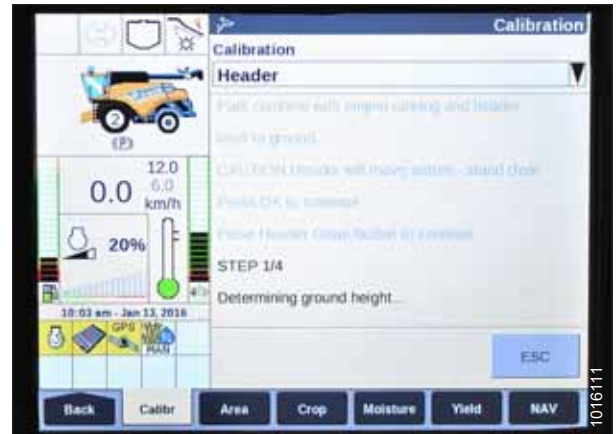 Calibration
Calibration
Header
Park combine with engine running and header
level to ground.
CAUTION Header will move autom.- stand clear
Press OK to continue
Press Header Down Button to continue
STEP 1/4
Determining ground height...
ESC
2
(P)
12.0
6.0
0.0
km/h
20%
10:03 am - Jan 13, 2016
GPS
MAN
Back
Calibr
Area
Crop
Moisture
Yield
NAV
1016111